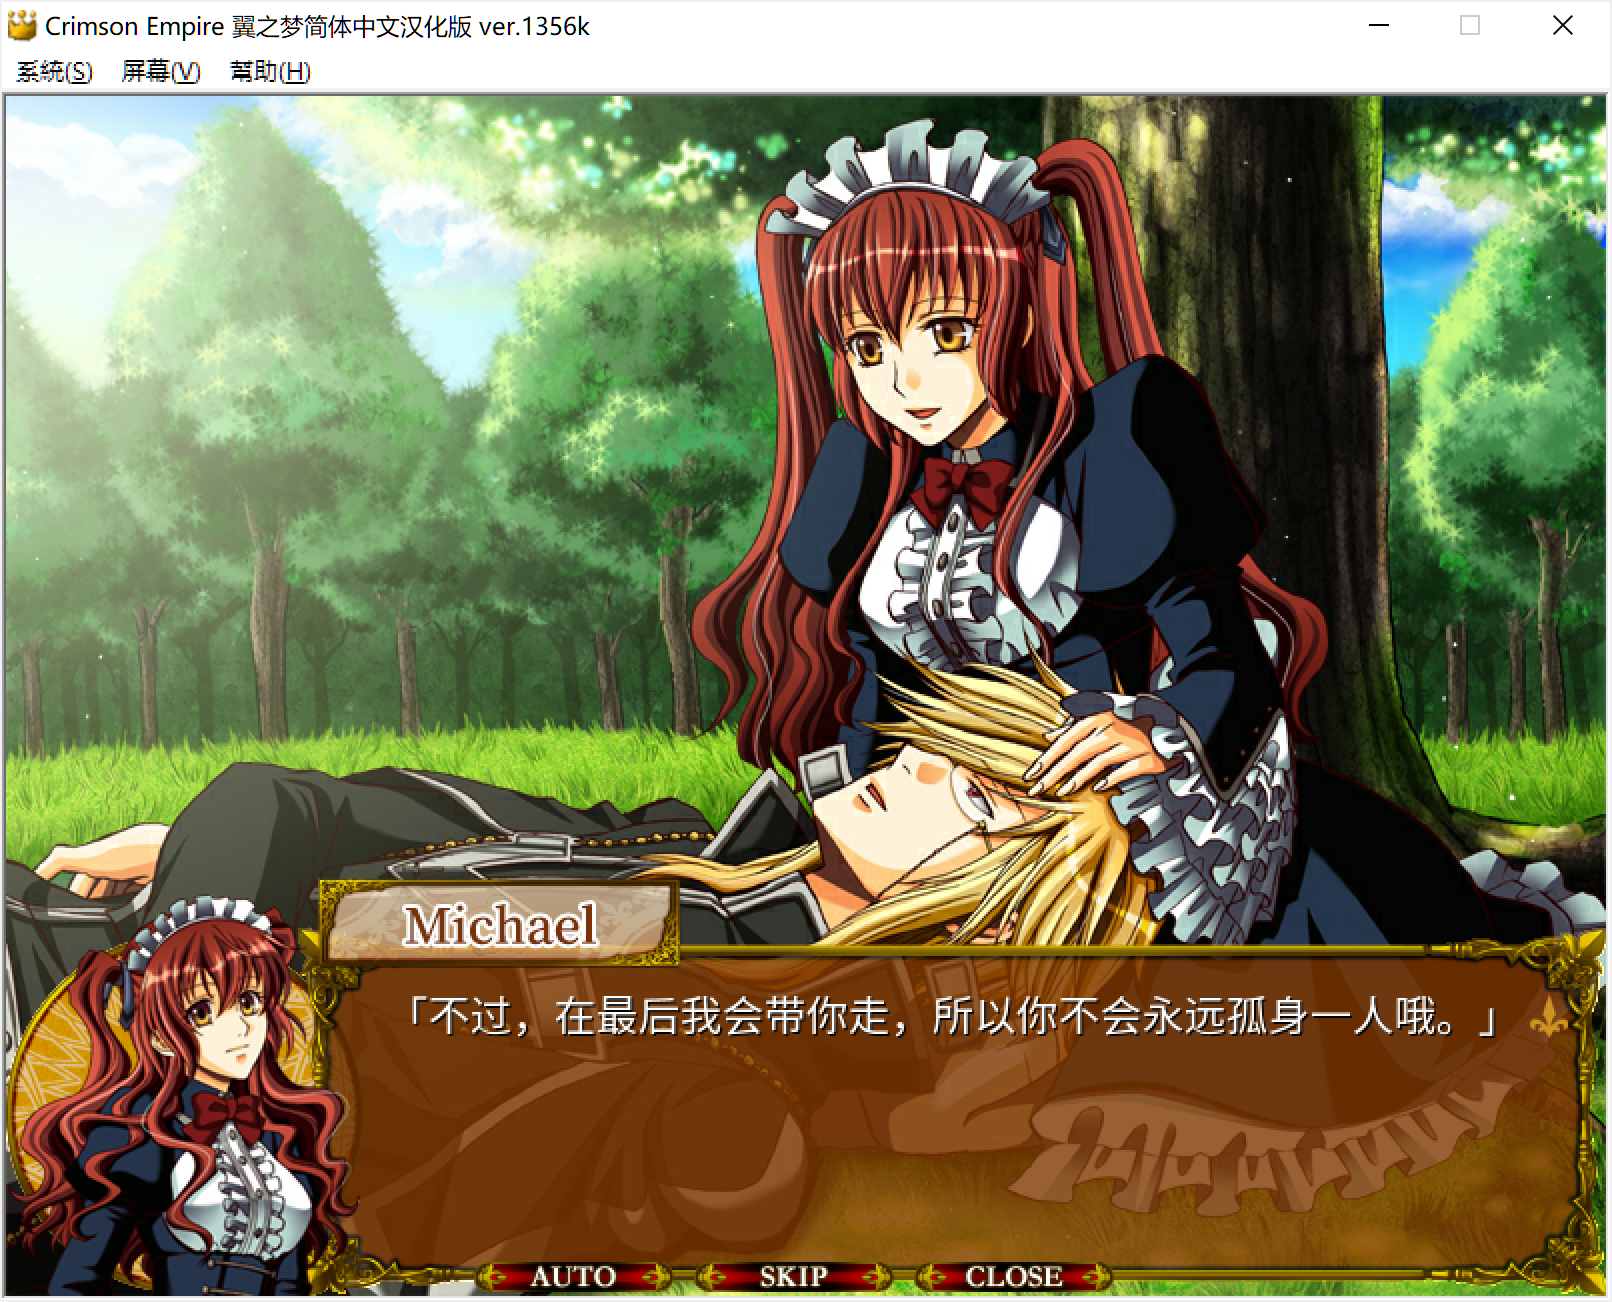 Crimson Empire 翼之梦简体中文汉化版 ver.1356k
系統(S) 屏幕(V) 幫助(H)
Michael
「不过，在最后我会带你走，所以你不会永远孤身一人哦。」
AUTO SKIP CLOSE